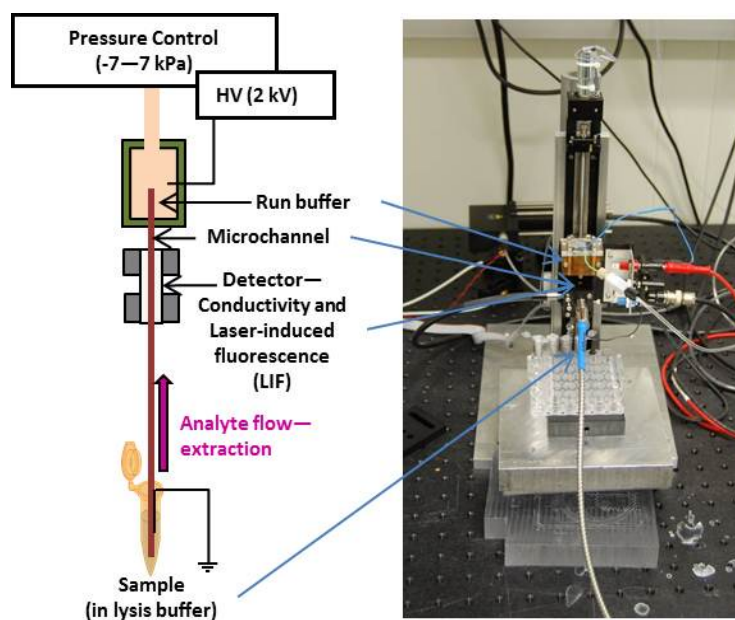 Pressure Control
(-7—7 kPa)
HV (2 kV)
Run buffer
Microchannel
Detector—
Conductivity and
Laser-induced
fluorescence
(LIF)
Analyte flow—
extraction
Sample
(in lysis buffer)